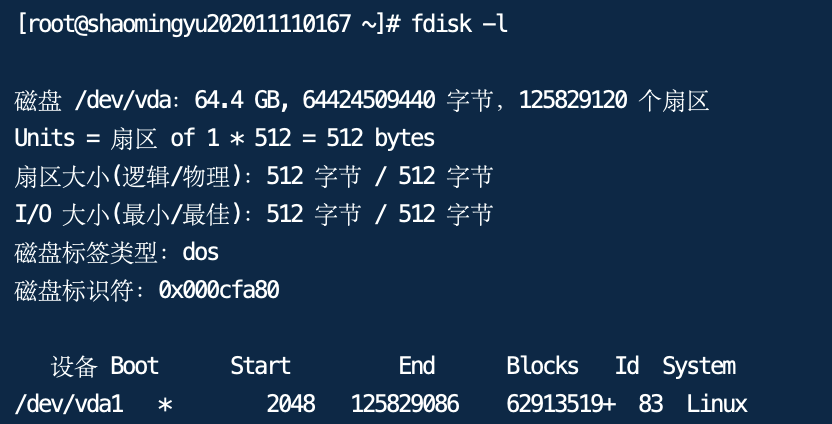 [root@shaomingyu202011110167 ~]# fdisk -l
磁盘 /dev/vda：64.4 GB, 64424509440 字节，125829120 个扇区
Units = 扇区 of 1 * 512 = 512 bytes
扇区大小(逻辑/物理)：512 字节 / 512 字节
I/O 大小(最小/最佳)：512 字节 / 512 字节
磁盘标签类型：dos
磁盘标识符：0x000cfa80
设备 Boot Start End Blocks Id System
/dev/vda1 * 2048 125829086 62913519+ 83 Linux